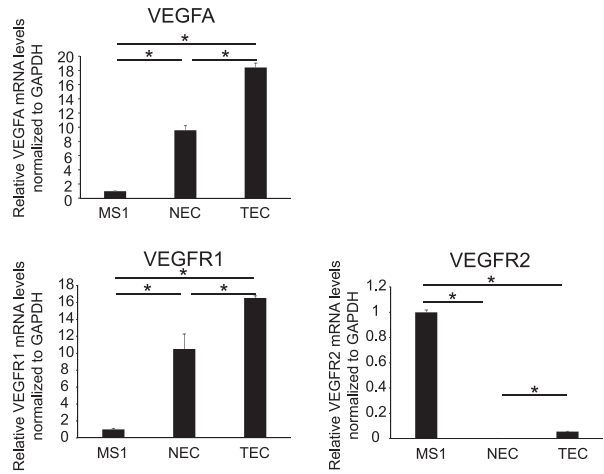 VEGFA
Relative VEGFA mRNA levels
normalized to GAPDH
* 
* *
20
18
16
14
12
10
8
6
4
2
0
MS1 NEC TEC
VEGFR1
Relative VEGFR1 mRNA levels
normalized to GAPDH
*
* *
18
16
14
12
10
8
6
4
2
0
MS1 NEC TEC
VEGFR2
Relative VEGFR2 mRNA levels
normalized to GAPDH
*
*
*
1.2
1
0.8
0.6
0.4
0.2
0
MS1 NEC TEC